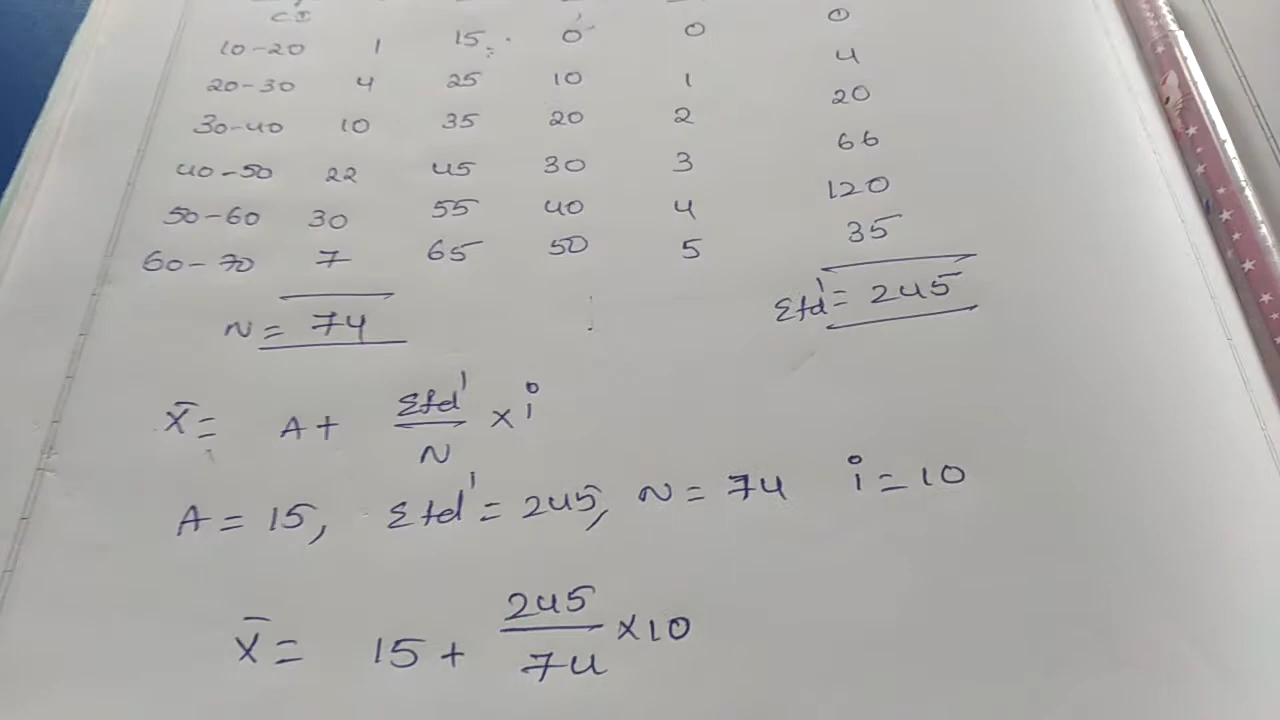 CI
10-20 1 15 0 0 0
20-30 4 25 10 1 4
30-40 10 35 20 2 20
40-50 22 45 30 3 66
50-60 30 55 40 4 120
60-70 7 65 50 5 35
N = 74 Σfd' = 245
X̄ = A + Σfd'/N × i
A = 15, Σfd' = 245, N = 74 i = 10
X̄ = 15 + 245/74 × 10